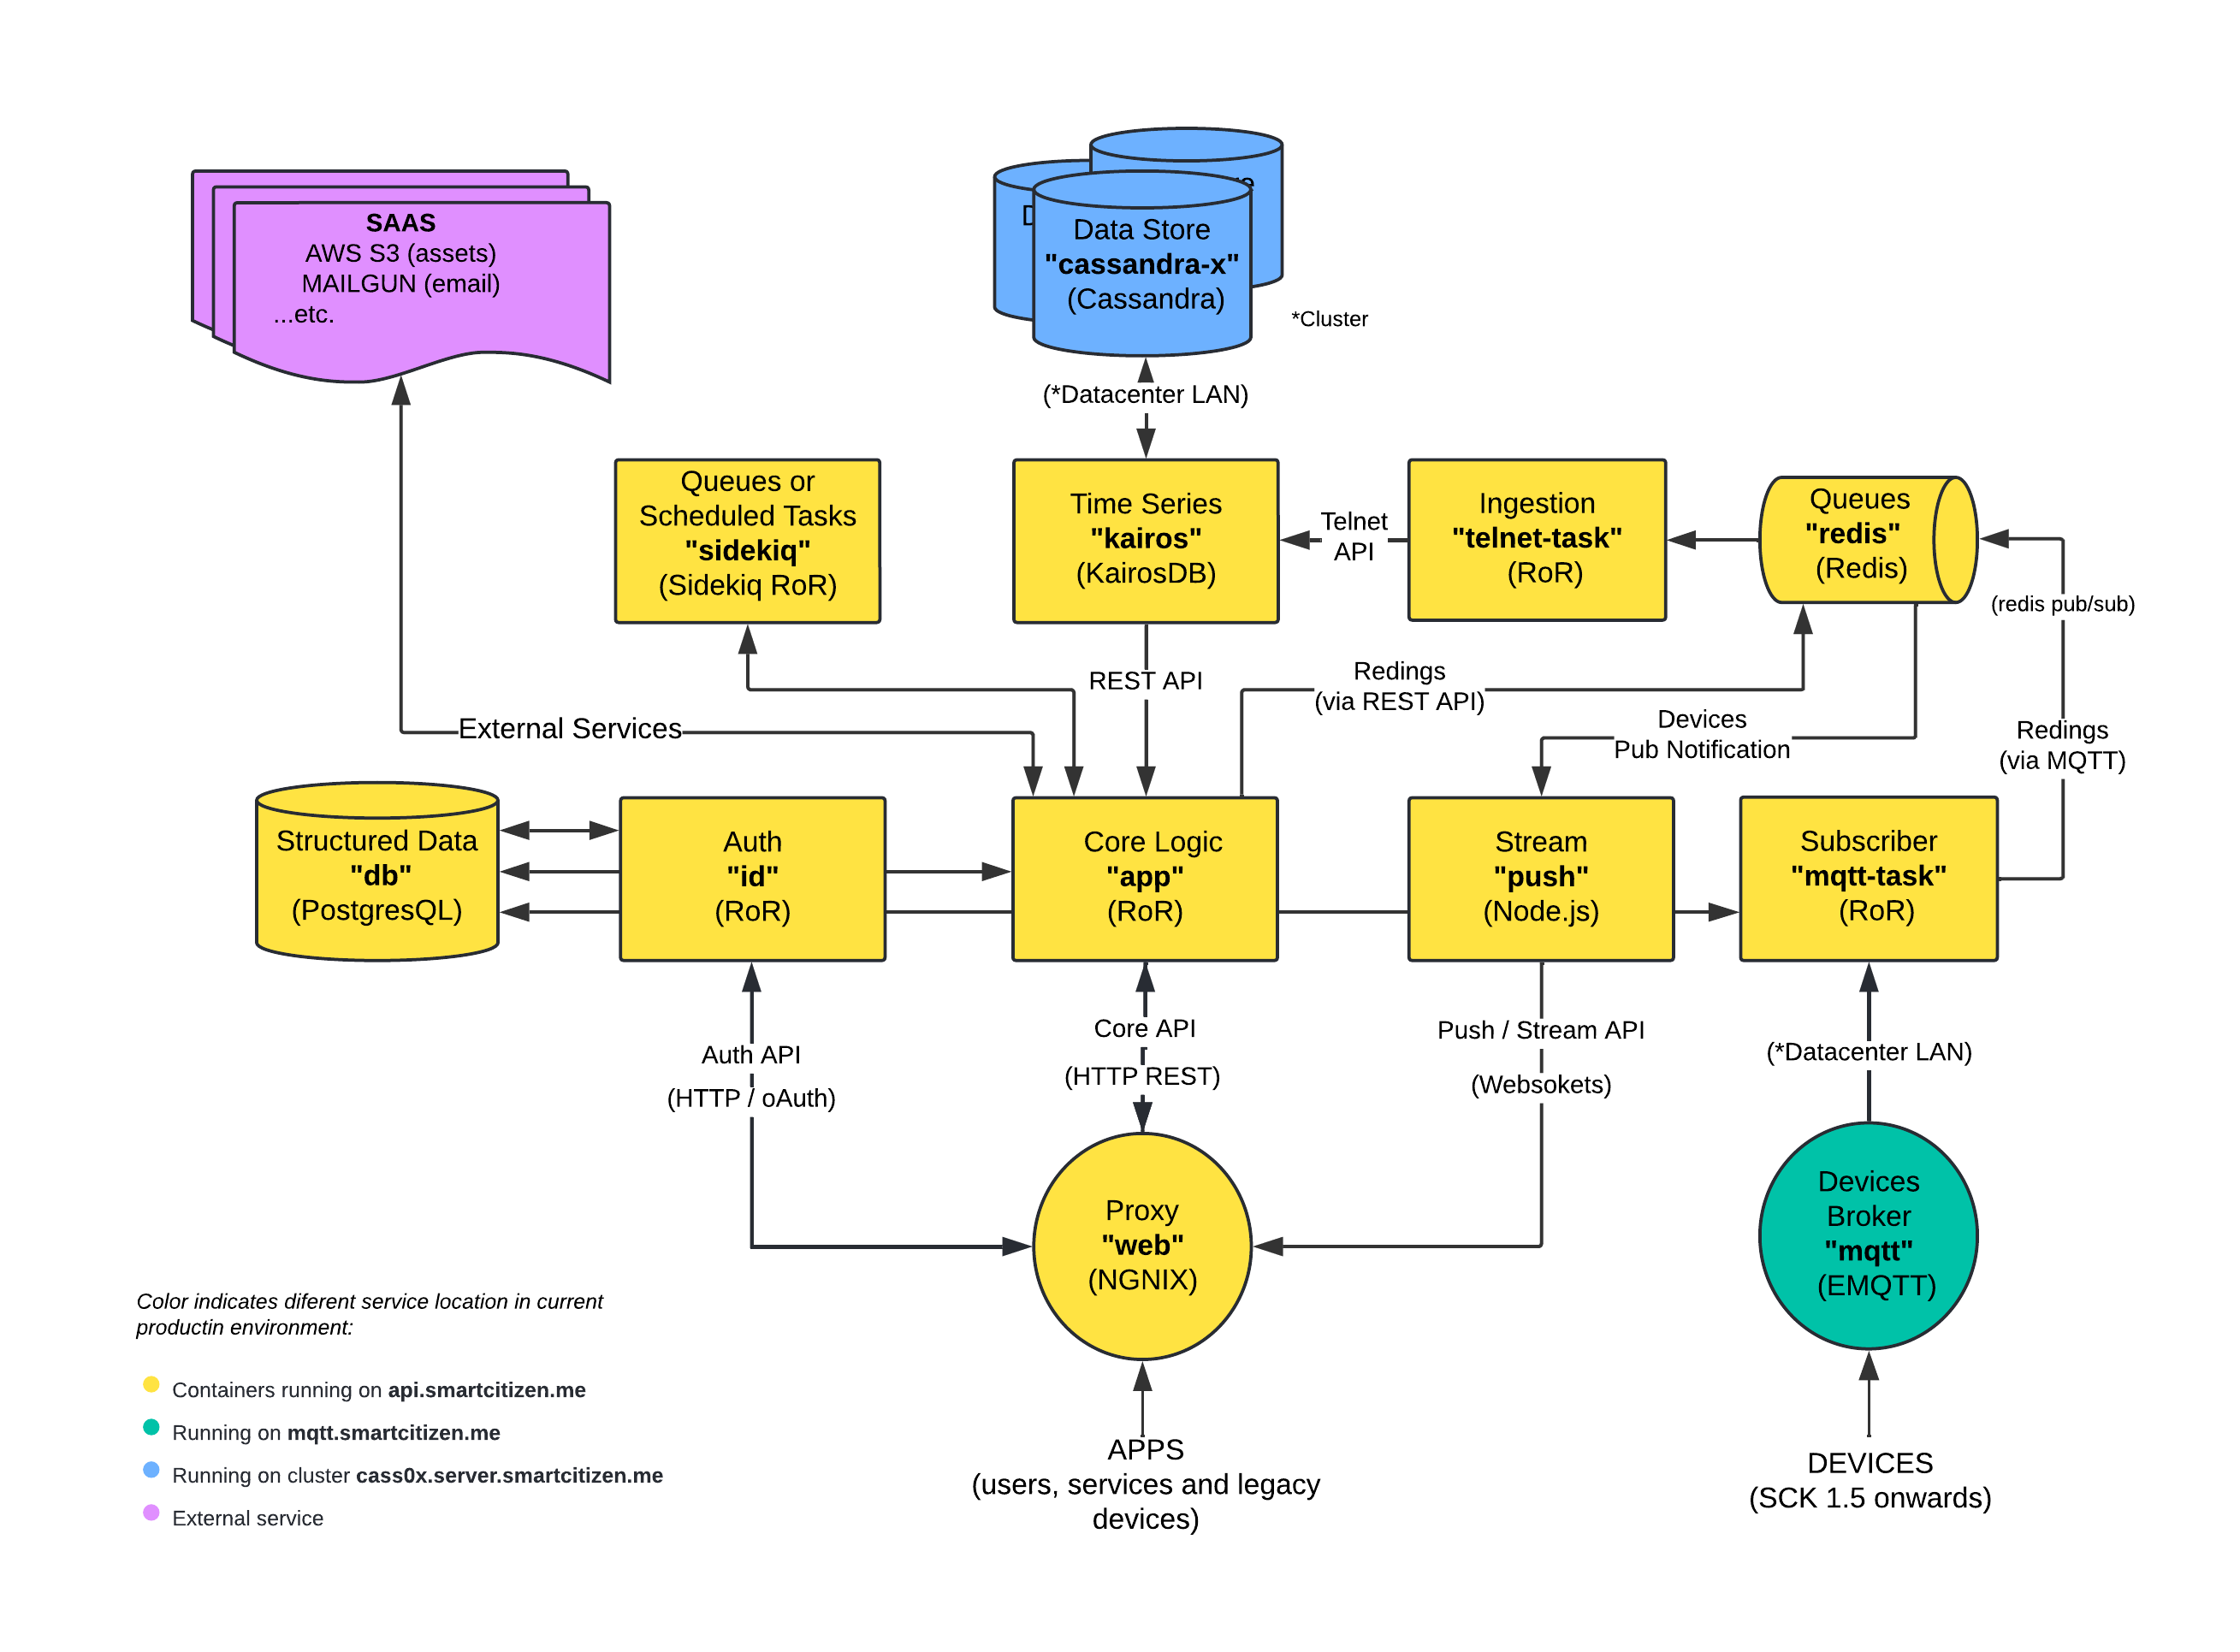 SAAS
AWS S3 (assets)
MAILGUN (email)
...etc.
Data Store
"cassandra-x"
(Cassandra)
*Cluster
(*Datacenter LAN)
Queues or
Scheduled Tasks
"sidekiq"
(Sidekiq RoR)
Time Series
"kairos"
(KairosDB)
Telnet
API
Ingestion
"telnet-task"
(RoR)
Queues
"redis"
(Redis)
(redis pub/sub)
REST API
Redings
(via REST API)
External Services
Devices
Pub Notification
Redings
(via MQTT)
Structured Data
"db"
(PostgresQL)
Auth
"id"
(RoR)
Core Logic
"app"
(RoR)
Stream
"push"
(Node.js)
Subscriber
"mqtt-task"
(RoR)
Auth API
(HTTP / oAuth)
Core API
(HTTP REST)
Push / Stream API
(Websokets)
(*Datacenter LAN)
Proxy
"web"
(NGNIX)
Devices
Broker
"mqtt"
(EMQTT)
Color indicates diferent service location in current
productin environment:
Containers running on api.smartcitizen.me
Running on mqtt.smartcitizen.me
Running on cluster cass0x.server.smartcitizen.me
External service
APPS
(users, services and legacy
devices)
DEVICES
(SCK 1.5 onwards)